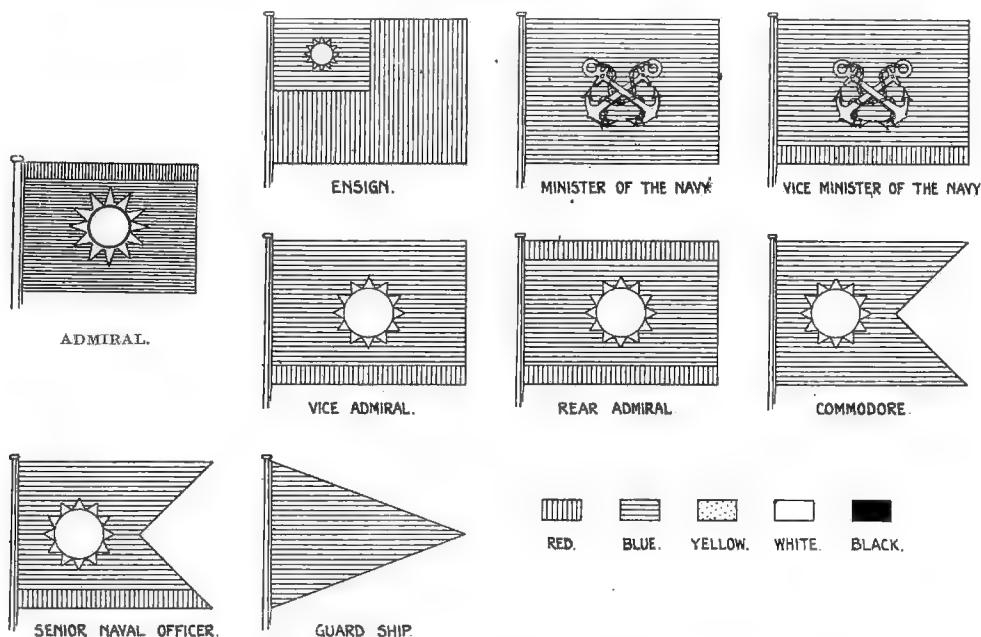 ENSIGN.
MINISTER OF THE NAVY
VICE MINISTER OF THE NAVY
ADMIRAL.
VICE ADMIRAL.
REAR ADMIRAL
COMMODORE.
RED.
BLUE.
YELLOW.
WHITE.
BLACK.
SENIOR NAVAL OFFICER.
GUARD SHIP.